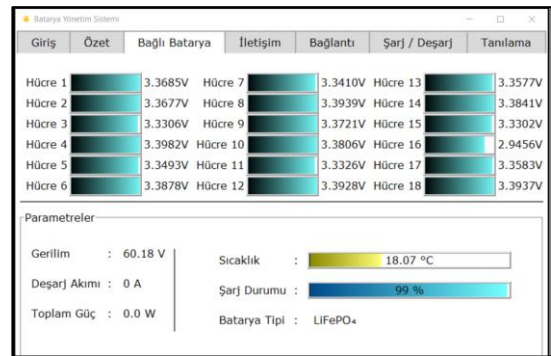 Batarya Yönetim Sistemi
Giriş Özet Bağlı Batarya İletişim Bağlantı Şarj / Deşarj Tanılama
Hücre 1 3.3685V Hücre 7 3.3410V Hücre 13 3.3577V
Hücre 2 3.3677V Hücre 8 3.3939V Hücre 14 3.3841V
Hücre 3 3.3306V Hücre 9 3.3721V Hücre 15 3.3302V
Hücre 4 3.3982V Hücre 10 3.3806V Hücre 16 2.9456V
Hücre 5 3.3493V Hücre 11 3.3326V Hücre 17 3.3583V
Hücre 6 3.3878V Hücre 12 3.3928V Hücre 18 3.3937V
Parametreler
Gerilim : 60.18 V Sıcaklık : 18.07 °C
Deşarj Akımı : 0 A Şarj Durumu : 99 %
Toplam Güç : 0.0 W Batarya Tipi : LiFePO₄